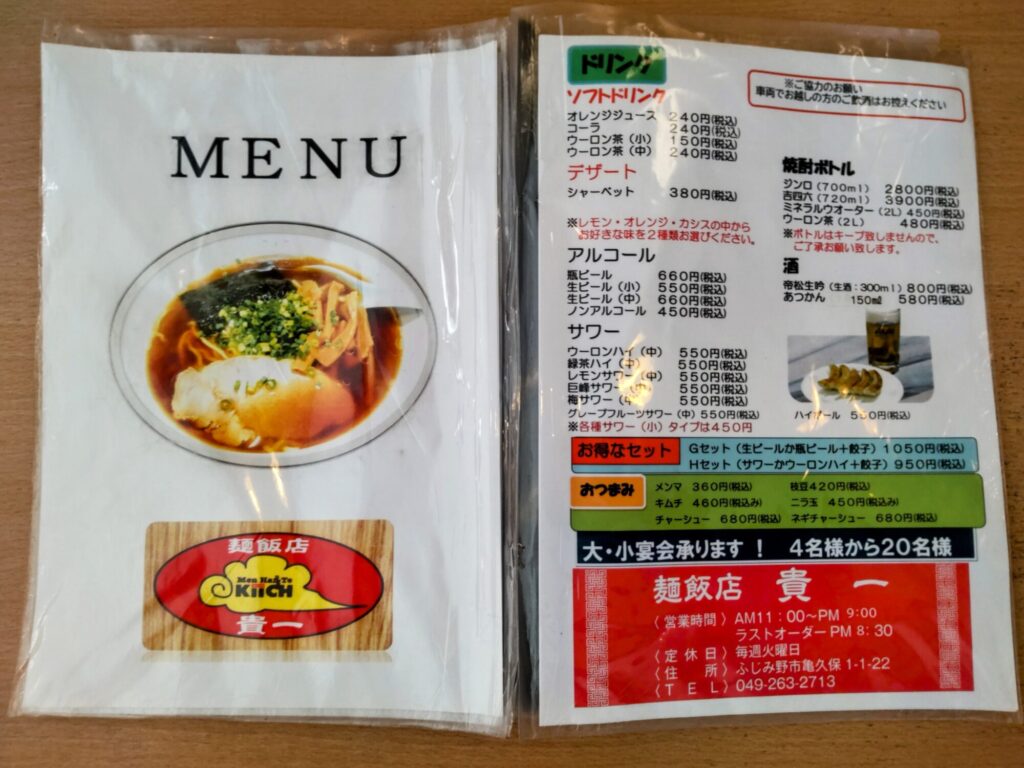 MENU
麺飯店
Men Han Ten
KIICH
貴一
ドリンク
※ご協力のお願い
車両でお越しの方のご飲酒はお控えください
ソフトドリンク
オレンジジュース 240円(税込)
コーラ 240円(税込)
ウーロン茶(小) 150円(税込)
ウーロン茶(中) 240円(税込)
デザート
シャーベット 380円(税込)
※レモン・オレンジ・カシスの中から
お好きな味を2種類お選びください。
アルコール
瓶ビール 660円(税込)
生ビール(小) 550円(税込)
生ビール(中) 660円(税込)
ノンアルコール 450円(税込)
サワー
ウーロンハイ(中) 550円(税込)
緑茶ハイ(中) 550円(税込)
レモンサワー(中) 550円(税込)
巨峰サワー(中) 550円(税込)
梅サワー(中) 550円(税込)
グレープフルーツサワー(中) 550円(税込)
※各種サワー(小)タイプは450円
焼酎ボトル
ジンロ(700ml) 2800円(税込)
吉四六(720ml) 3900円(税込)
ミネラルウオーター(2L) 450円(税込)
ウーロン茶(2L) 480円(税込)
※ボトルはキープ致しませんので、
ご了承お願い致します。
酒
帝松生吟(生酒:300ml) 800円(税込)
あつかん 150㎖ 580円(税込)
ハイボール 550円(税込)
お得なセット
Gセット(生ビールか瓶ビール+餃子) 1050円(税込)
Hセット(サワーかウーロンハイ+餃子) 950円(税込)
おつまみ
メンマ 360円(税込) 枝豆420円(税込)
キムチ 460円(税込み) ニラ玉 450円(税込み)
チャーシュー 680円(税込) ネギチャーシュー 680円(税込)
大・小宴会承ります! 4名様から20名様
麺飯店 貴一
〈営業時間〉AM11:00~PM 9:00
ラストオーダーPM 8:30
〈定休日〉毎週火曜日
〈住 所〉ふじみ野市亀久保1-1-22
〈TEL〉049-263-2713